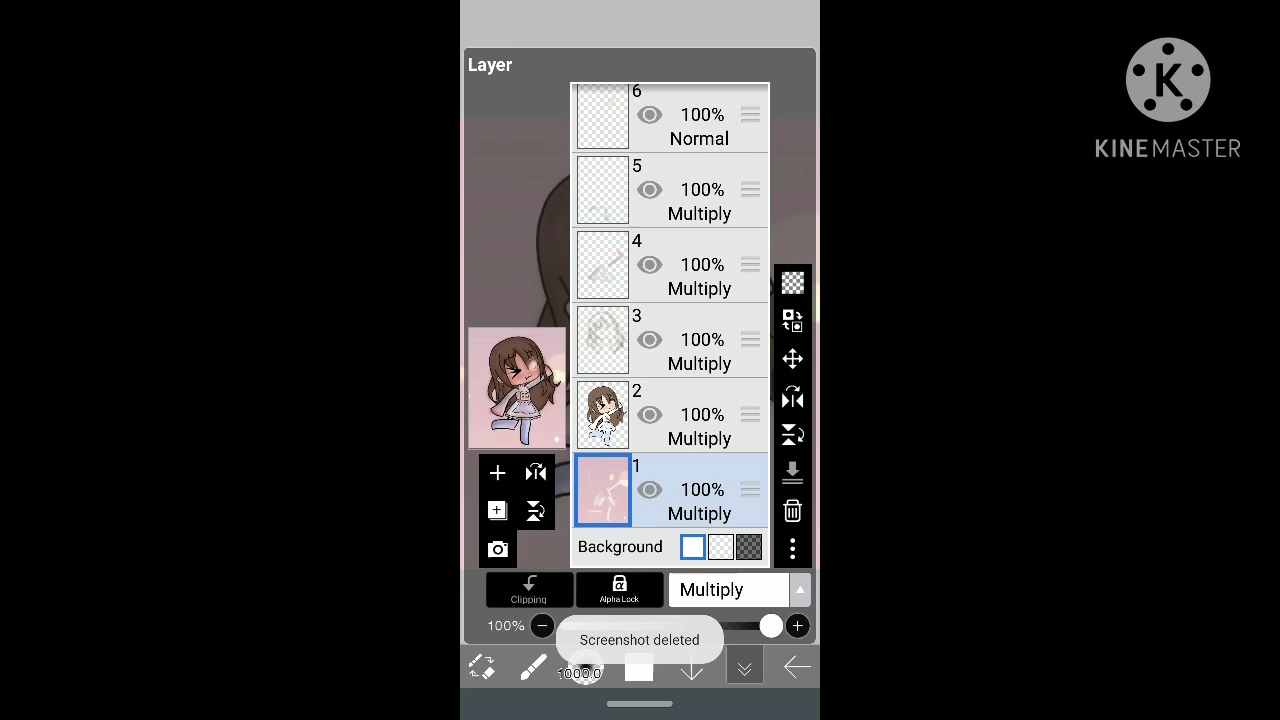 Layer
6
100%
Normal
5
100%
Multiply
4
100%
Multiply
3
100%
Multiply
2
100%
Multiply
1
100%
Multiply
Background
Clipping
α
Alpha Lock
Multiply
100%
Screenshot deleted
1000.0
K
KINEMASTER